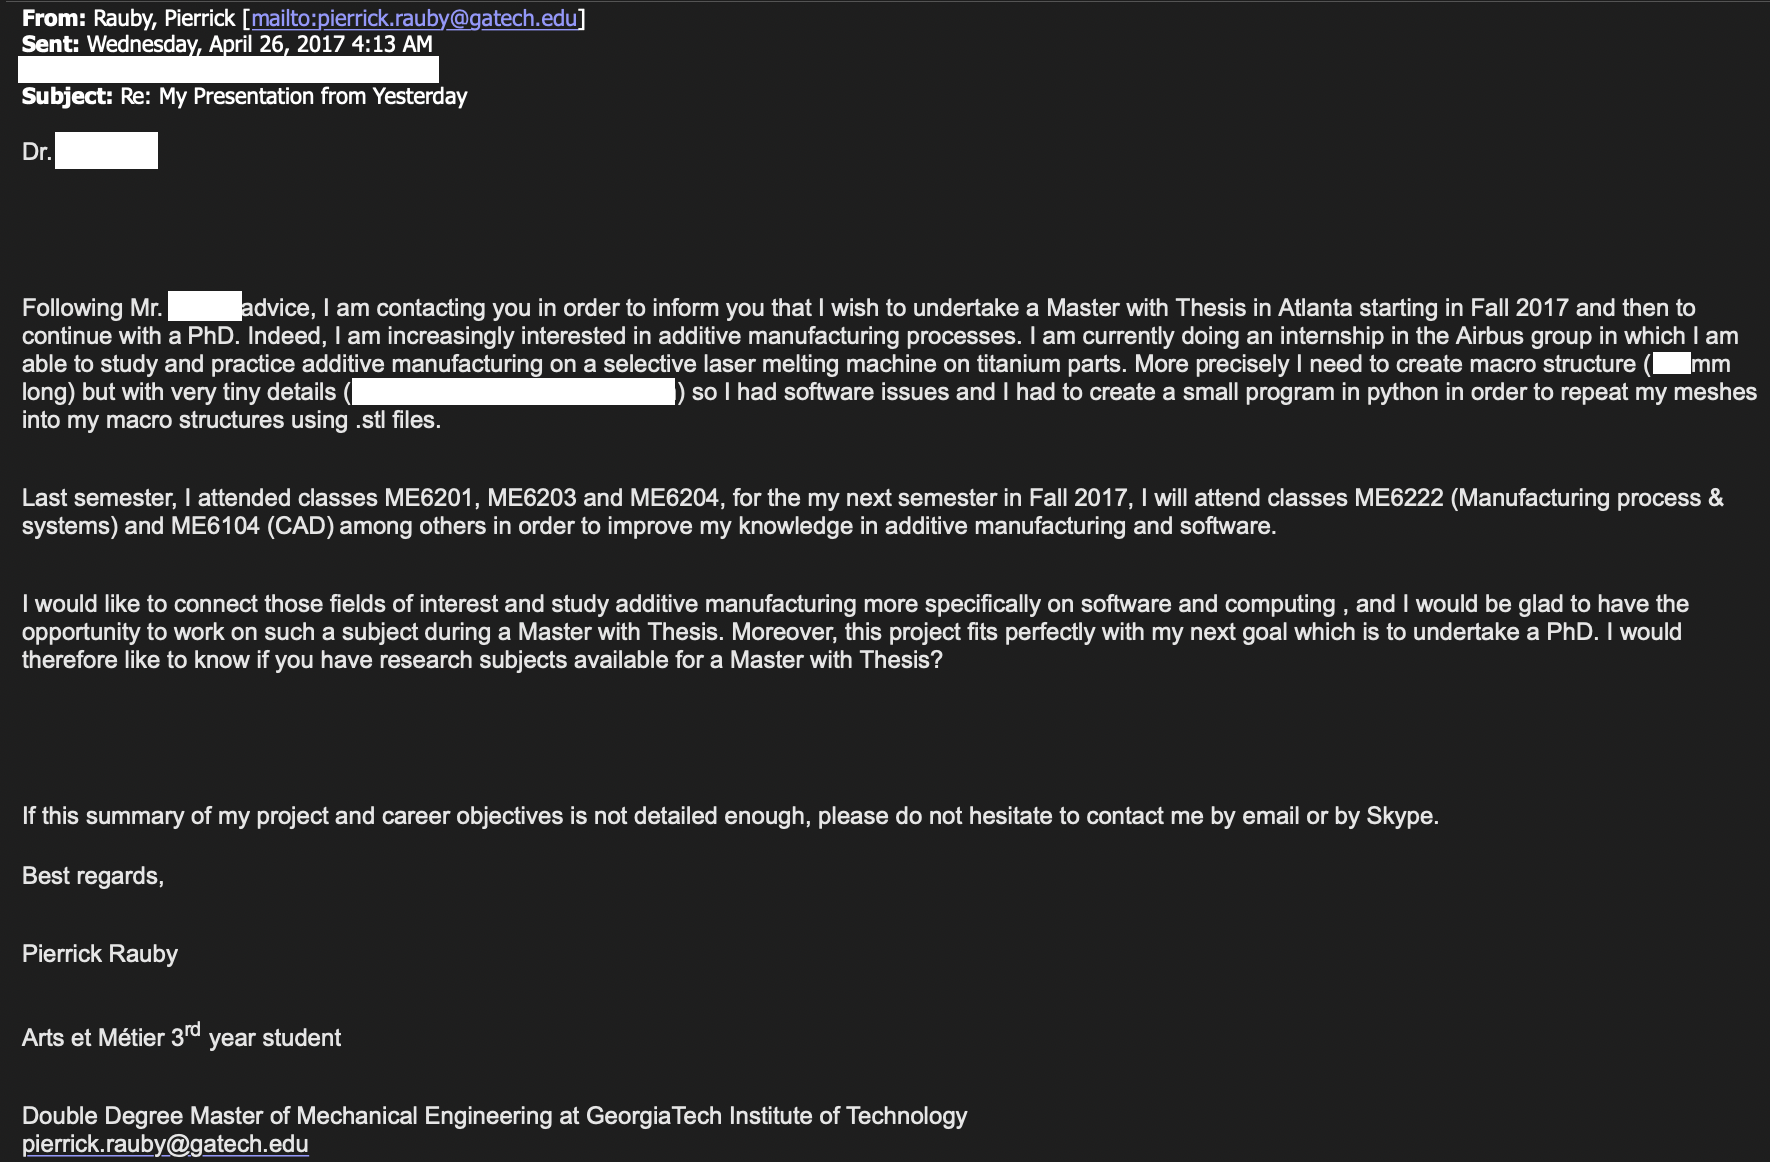 From: Rauby, Pierrick [mailto:pierrick.rauby@gatech.edu]
Sent: Wednesday, April 26, 2017 4:13 AM
Subject: Re: My Presentation from Yesterday
Dr.
Following Mr. advice, I am contacting you in order to inform you that I wish to undertake a Master with Thesis in Atlanta starting in Fall 2017 and then to
continue with a PhD. Indeed, I am increasingly interested in additive manufacturing processes. I am currently doing an internship in the Airbus group in which I am
able to study and practice additive manufacturing on a selective laser melting machine on titanium parts. More precisely I need to create macro structure ( mm
long) but with very tiny details ( ) so I had software issues and I had to create a small program in python in order to repeat my meshes
into my macro structures using .stl files.
Last semester, I attended classes ME6201, ME6203 and ME6204, for the my next semester in Fall 2017, I will attend classes ME6222 (Manufacturing process &
systems) and ME6104 (CAD) among others in order to improve my knowledge in additive manufacturing and software.
I would like to connect those fields of interest and study additive manufacturing more specifically on software and computing , and I would be glad to have the
opportunity to work on such a subject during a Master with Thesis. Moreover, this project fits perfectly with my next goal which is to undertake a PhD. I would
therefore like to know if you have research subjects available for a Master with Thesis?
If this summary of my project and career objectives is not detailed enough, please do not hesitate to contact me by email or by Skype.
Best regards,
Pierrick Rauby
Arts et Métier 3rd year student
Double Degree Master of Mechanical Engineering at GeorgiaTech Institute of Technology
pierrick.rauby@gatech.edu